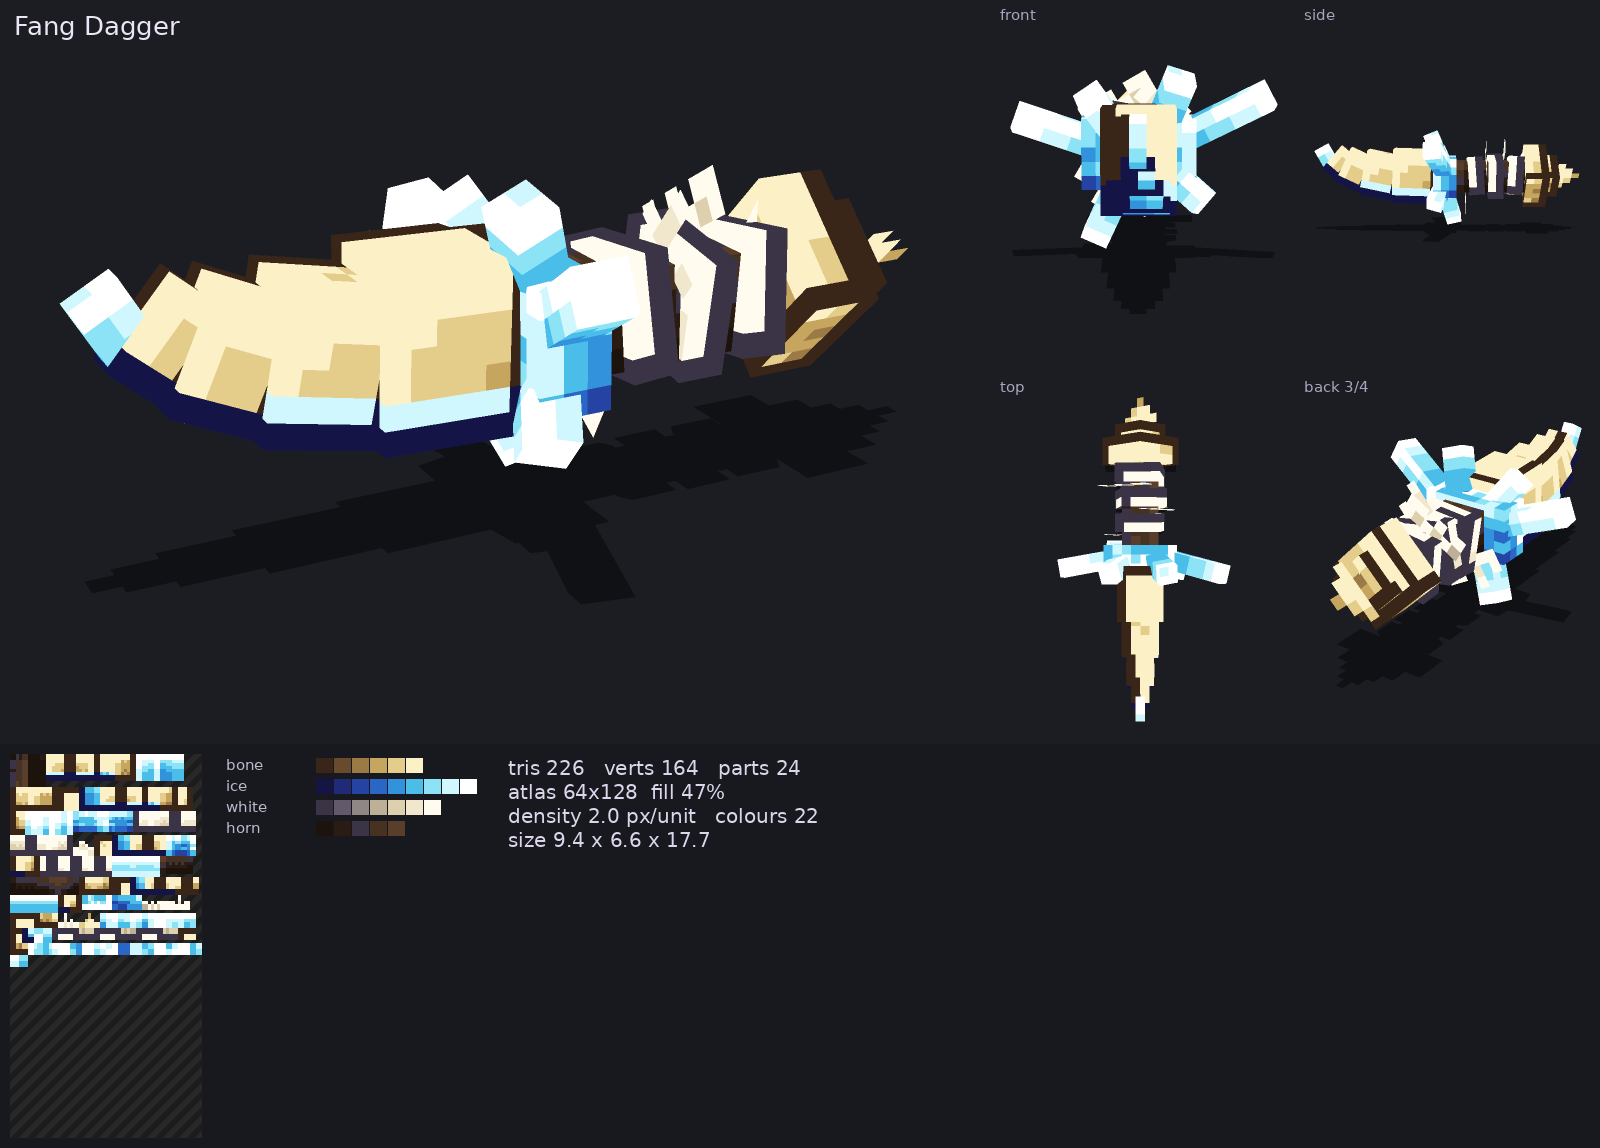 Fang Dagger
front
side
top
back 3/4
bone
ice
white
horn
tris 226   verts 164   parts 24
atlas 64x128  fill 47%
density 2.0 px/unit   colours 22
size 9.4 x 6.6 x 17.7